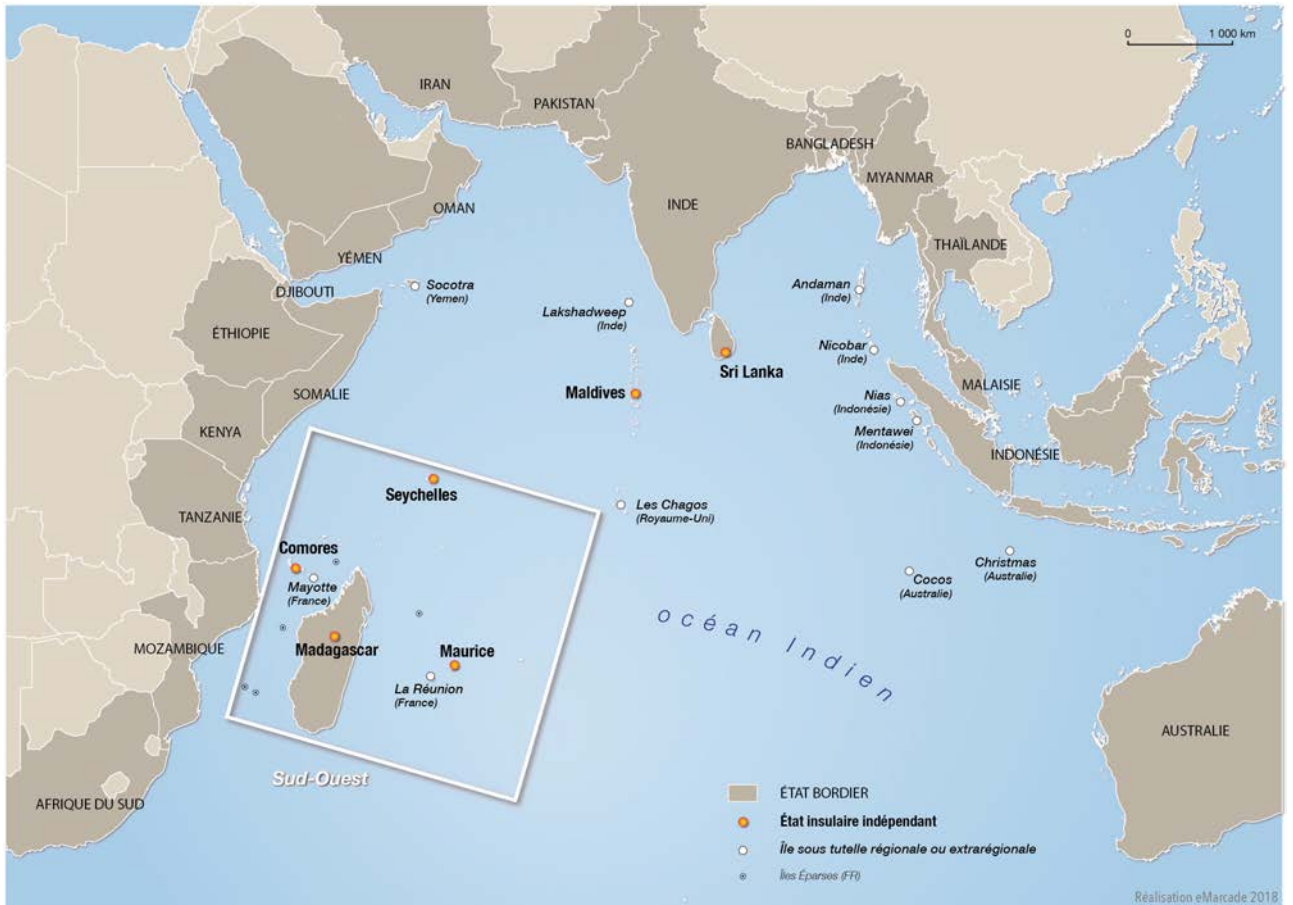 0 1 000 km
IRAN
PAKISTAN
BANGLADESH
MYANMAR
INDE
OMAN
THAÏLANDE
YÉMEN
DJIBOUTI
Socotra
(Yemen)
Andaman
(Inde)
Lakshadweep
(Inde)
ÉTHIOPIE
Nicobar
(Inde)
Sri Lanka
MALAISIE
SOMALIE
Maldives
Nias
(Indonésie)
KENYA
Mentawei
(Indonésie)
INDONÉSIE
Seychelles
Les Chagos
(Royaume-Uni)
TANZANIE
Comores
Mayotte
(France)
Christmas
(Australie)
Cocos
(Australie)
océan Indien
MOZAMBIQUE
Madagascar
Maurice
La Réunion
(France)
AUSTRALIE
Sud-Ouest
AFRIQUE DU SUD
ÉTAT BORDIER
État insulaire indépendant
Île sous tutelle régionale ou extrarégionale
Îles Éparses (FR)
Réalisation eMarcade 2018